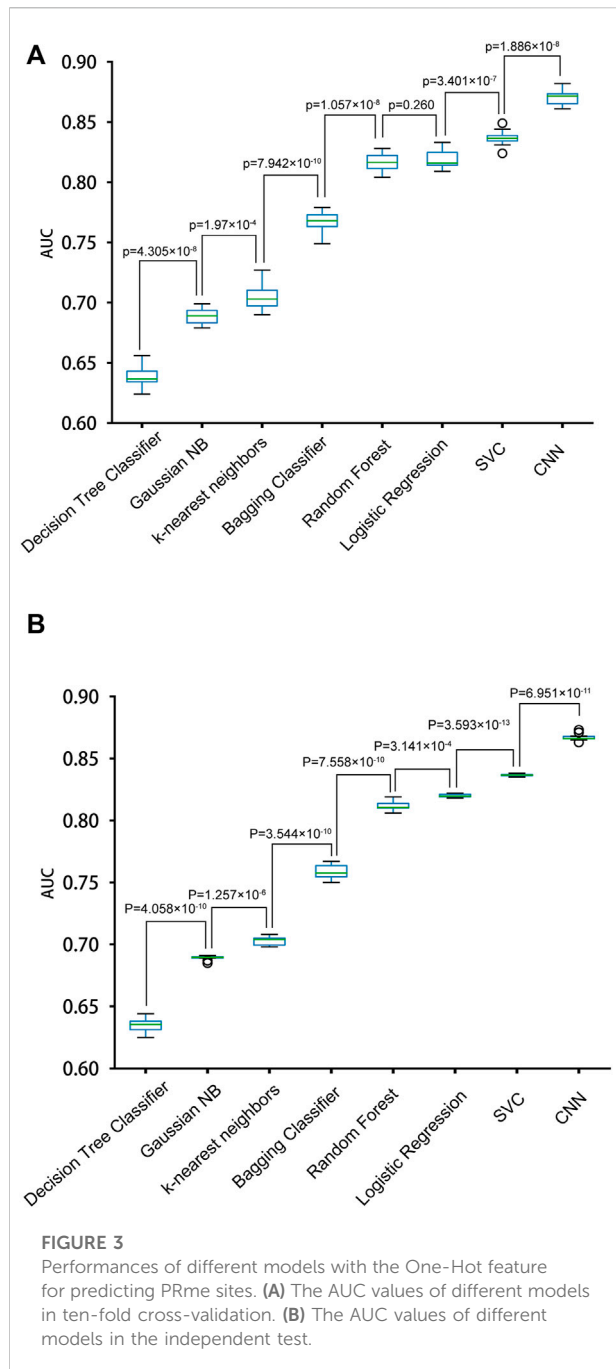 A
p=1.886×10⁻⁸
p=3.401×10⁻⁷
p=1.057×10⁻⁸
p=0.260
p=7.942×10⁻¹⁰
p=1.97×10⁻⁴
p=4.305×10⁻⁸
0.90
0.85
0.80
0.75
0.70
0.65
0.60
AUC
Decision Tree Classifier
Gaussian NB
k-nearest neighbors
Bagging Classifier
Random Forest
Logistic Regression
SVC
CNN
B
P=6.951×10⁻¹¹
P=3.593×10⁻¹³
P=3.141×10⁻⁴
P=7.558×10⁻¹⁰
P=3.544×10⁻¹⁰
P=1.257×10⁻⁶
P=4.058×10⁻¹⁰
0.90
0.85
0.80
0.75
0.70
0.65
0.60
AUC
Decision Tree Classifier
Gaussian NB
k-nearest neighbors
Bagging Classifier
Random Forest
Logistic Regression
SVC
CNN
FIGURE 3
Performances of different models with the One-Hot feature
for predicting PRme sites. (A) The AUC values of different models
in ten-fold cross-validation. (B) The AUC values of different
models in the independent test.